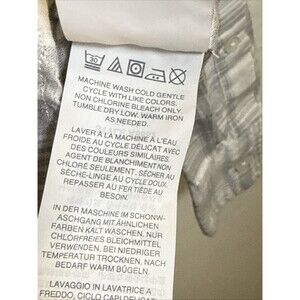 30
MACHINE WASH COLD GENTLE
CYCLE WITH LIKE COLORS.
NON CHLORINE BLEACH ONLY.
TUMBLE DRY LOW. WARM IRON
AS NEEDED.
LAVER À LA MACHINE À L'EAU
FROIDE AU CYCLE DÉLICAT AVEC
DES COULEURS SIMILAIRES
AGENT DE BLANCHIMENT NON
CHLORÉ SEULEMENT. SÉCHER AU
SÈCHE-LINGE AU CYCLE DOUX.
REPASSER AU FER TIÈDE AU
BESOIN.
IN DER MASCHINE IM SCHONW-
ASCHGANG MIT ÄHNLICHEN
FARBEN KALT WASCHEN. NUR
CHLORFREIES BLEICHMITTEL
VERWENDEN. BEI NIEDRIGER
TEMPERATUR TROCKNEN. NACH
BEDARF WARM BÜGELN.
LAVAGGIO IN LAVATRICE A
FREDDO, CICLO CAPI DELICATI